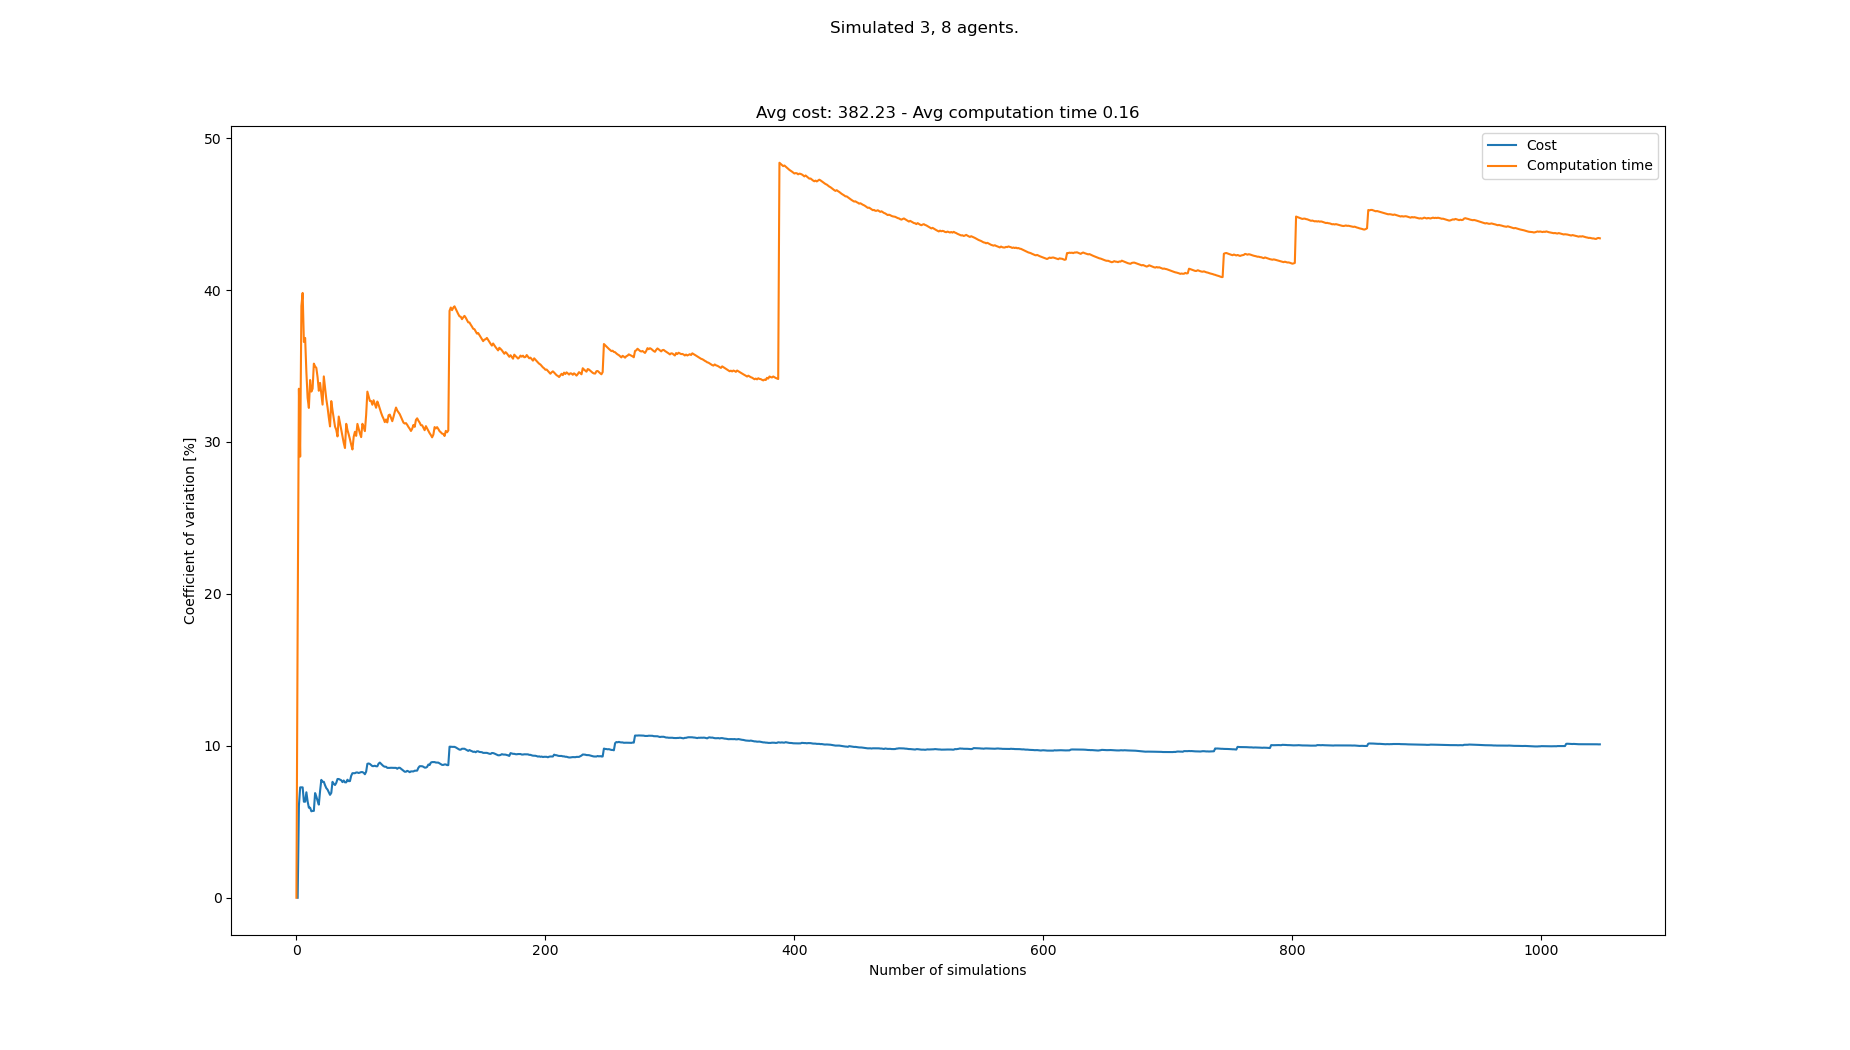 Simulated 3, 8 agents.
Avg cost: 382.23 - Avg computation time 0.16
Cost
Computation time
Coefficient of variation [%]
50
40
30
20
10
0
0 200 400 600 800 1000
Number of simulations